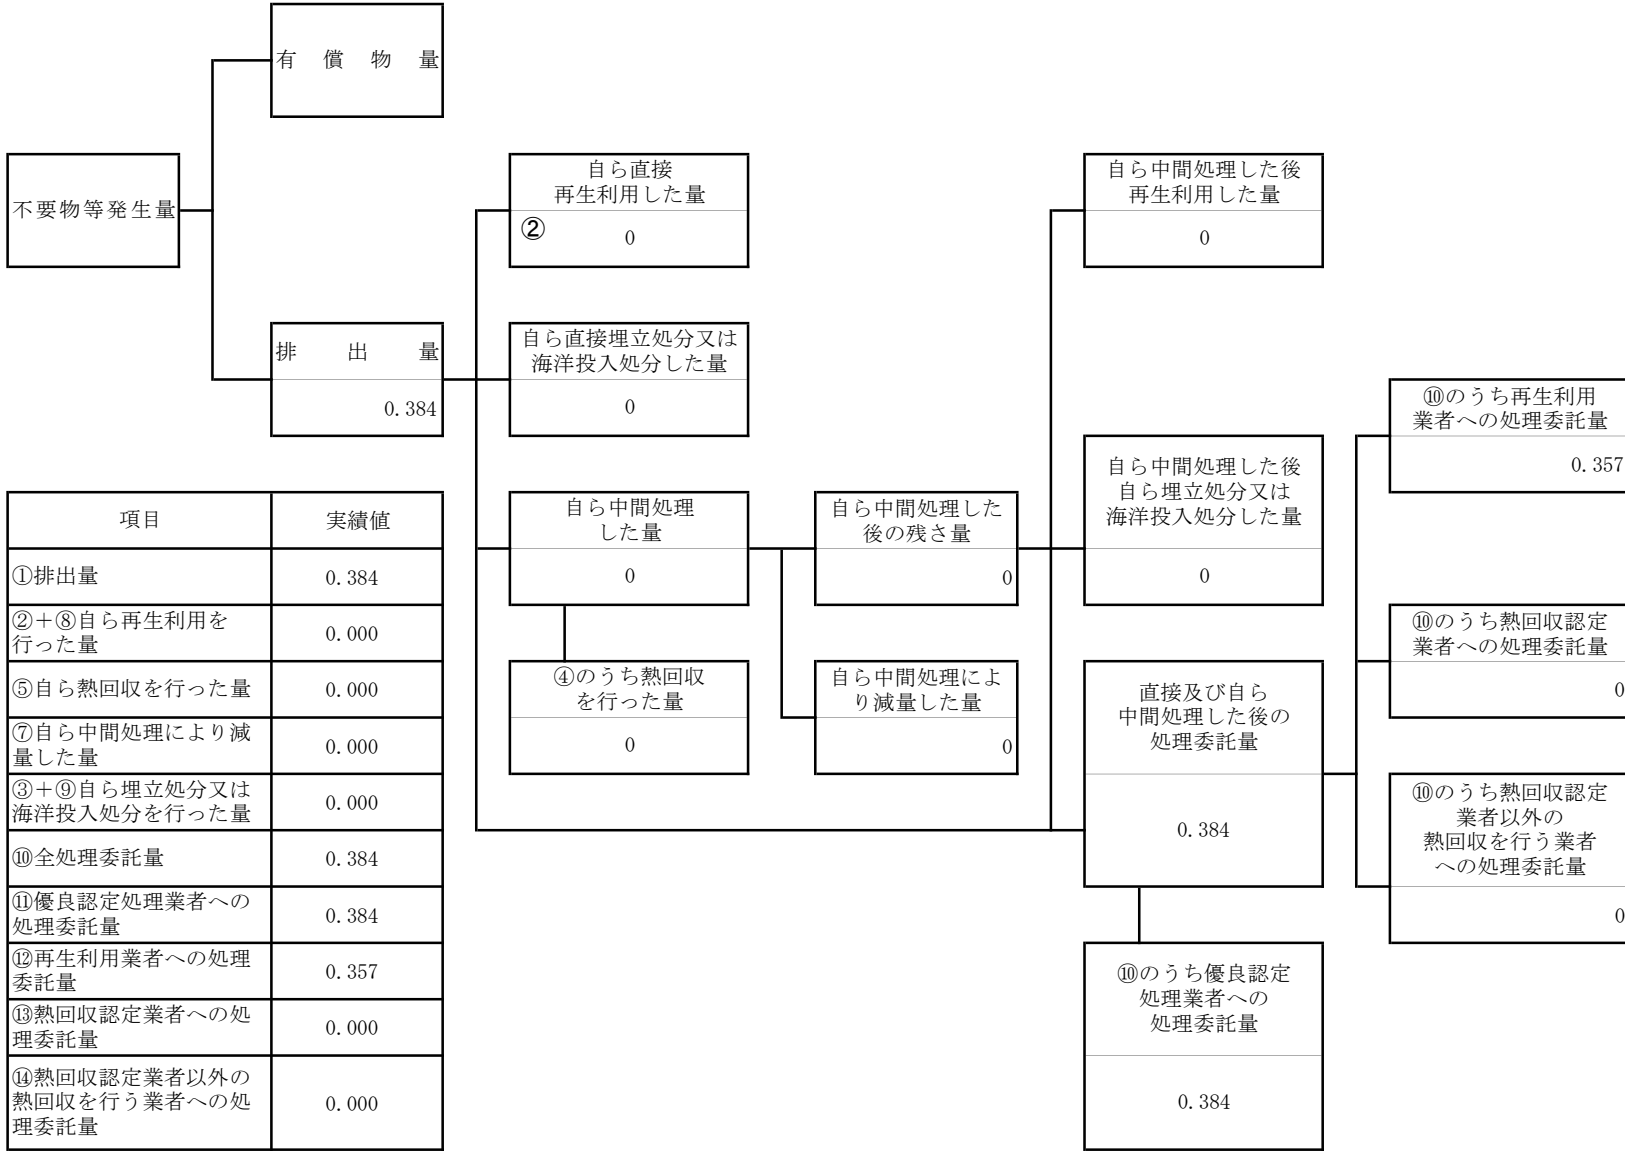 有償物量
不要物等発生量
自ら直接
再生利用した量
② 0
自ら中間処理した後
再生利用した量
0
排出量
0.384
自ら直接埋立処分又は
海洋投入処分した量
0
⑩のうち再生利用
業者への処理委託量
0.357
自ら中間処理
した量
0
自ら中間処理した
後の残さ量
0
自ら中間処理した後
自ら埋立処分又は
海洋投入処分した量
0
④のうち熱回収
を行った量
0
自ら中間処理によ
り減量した量
0
直接及び自ら
中間処理した後の
処理委託量
0.384
⑩のうち熱回収認定
業者への処理委託量
0
⑩のうち熱回収認定
業者以外の
熱回収を行う業者
への処理委託量
0
⑩のうち優良認定
処理業者への
処理委託量
0.384
項目 実績値
①排出量 0.384
②＋⑧自ら再生利用を
行った量 0.000
⑤自ら熱回収を行った量 0.000
⑦自ら中間処理により減
量した量 0.000
③＋⑨自ら埋立処分又は
海洋投入処分を行った量 0.000
⑩全処理委託量 0.384
⑪優良認定処理業者への
処理委託量 0.384
⑫再生利用業者への処理
委託量 0.357
⑬熱回収認定業者への処
理委託量 0.000
⑭熱回収認定業者以外の
熱回収を行う業者への処
理委託量 0.000